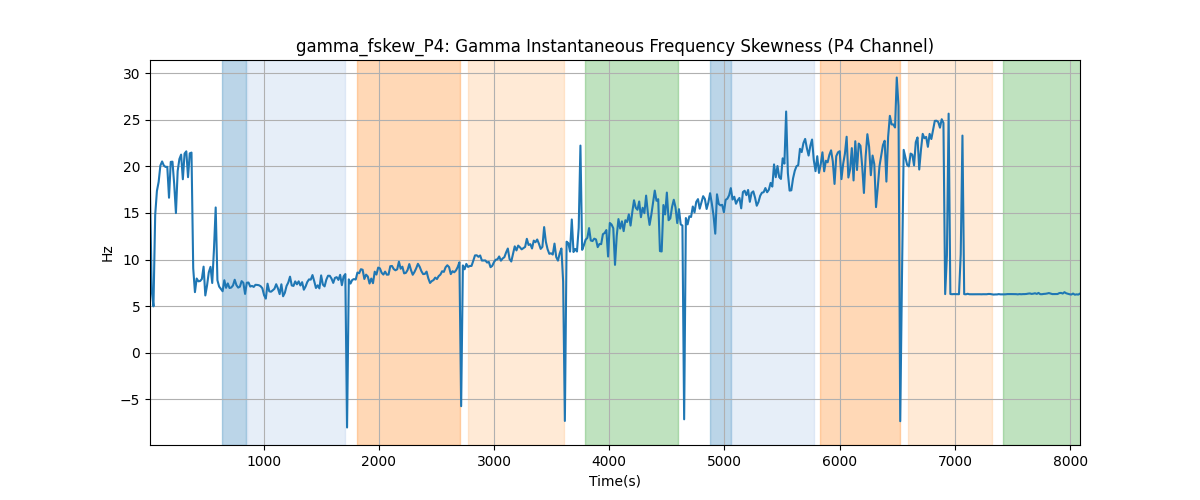 gamma_fskew_P4: Gamma Instantaneous Frequency Skewness (P4 Channel)
30
25
20
15
10
5
0
−5
Hz
1000 2000 3000 4000 5000 6000 7000 8000
Time(s)